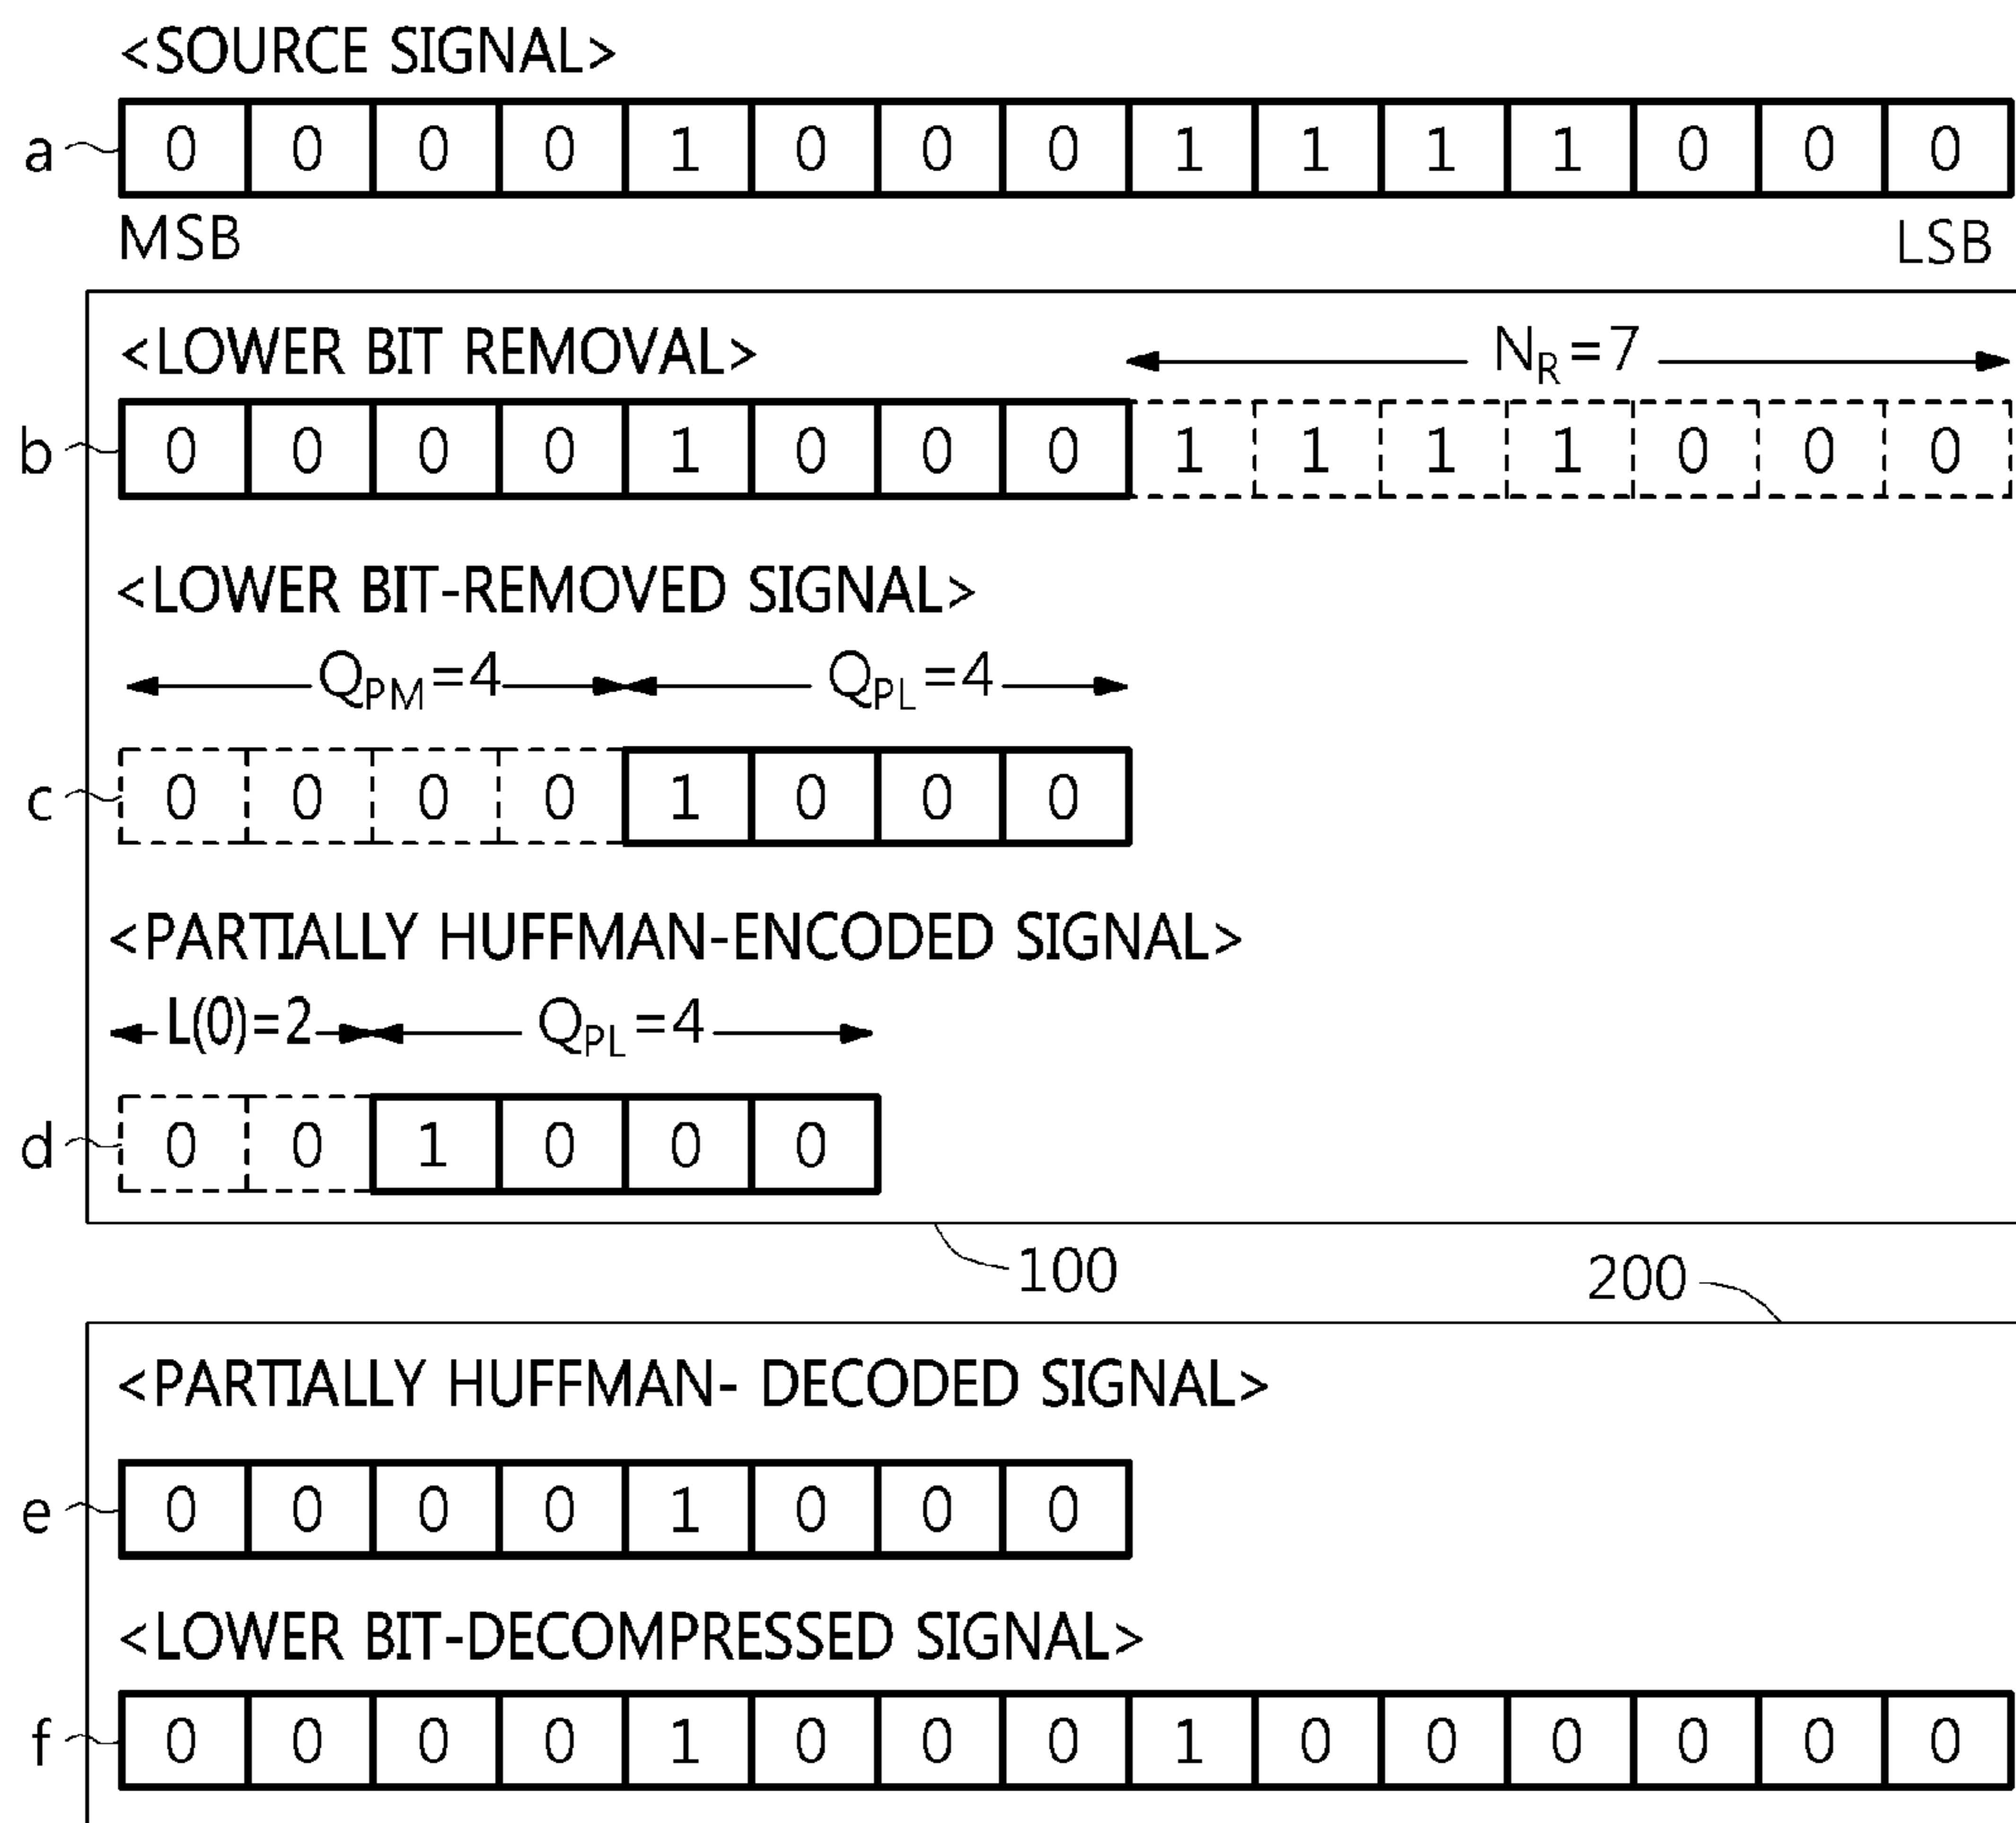 <SOURCE SIGNAL>
a 0 0 0 0 1 0 0 0 1 1 1 1 0 0 0
MSB LSB
<LOWER BIT REMOVAL> N_R=7
b 0 0 0 0 1 0 0 0 1 1 1 1 0 0 0
<LOWER BIT-REMOVED SIGNAL>
Q_PM=4 Q_PL=4
c 0 0 0 0 1 0 0 0
<PARTIALLY HUFFMAN-ENCODED SIGNAL>
L(0)=2 Q_PL=4
d 0 0 1 0 0 0
100
200
<PARTIALLY HUFFMAN- DECODED SIGNAL>
e 0 0 0 0 1 0 0 0
<LOWER BIT-DECOMPRESSED SIGNAL>
f 0 0 0 0 1 0 0 0 1 0 0 0 0 0 0